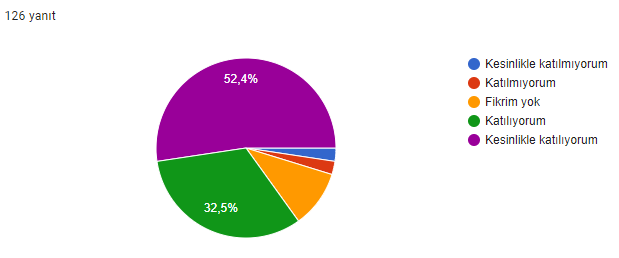 126 yanıt
52,4%
32,5%
Kesinlikle katılmıyorum
Katılmıyorum
Fikrim yok
Katılıyorum
Kesinlikle katılıyorum